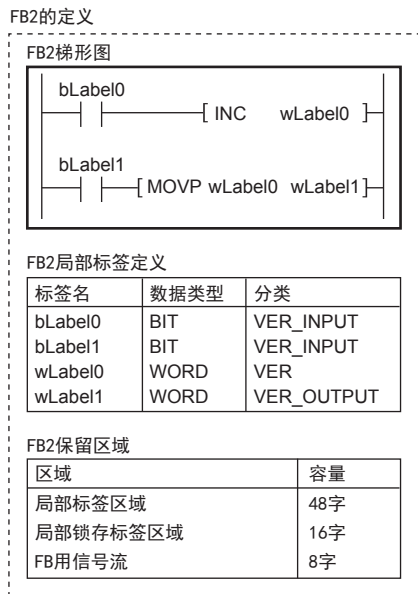 FB2的定义
FB2梯形图
bLabel0
INC wLabel0
bLabel1
MOVP wLabel0 wLabel1
FB2局部标签定义
标签名 数据类型 分类
bLabel0 BIT VER_INPUT
bLabel1 BIT VER_INPUT
wLabel0 WORD VER
wLabel1 WORD VER_OUTPUT
FB2保留区域
区域 容量
局部标签区域 48字
局部锁存标签区域 16字
FB用信号流 8字